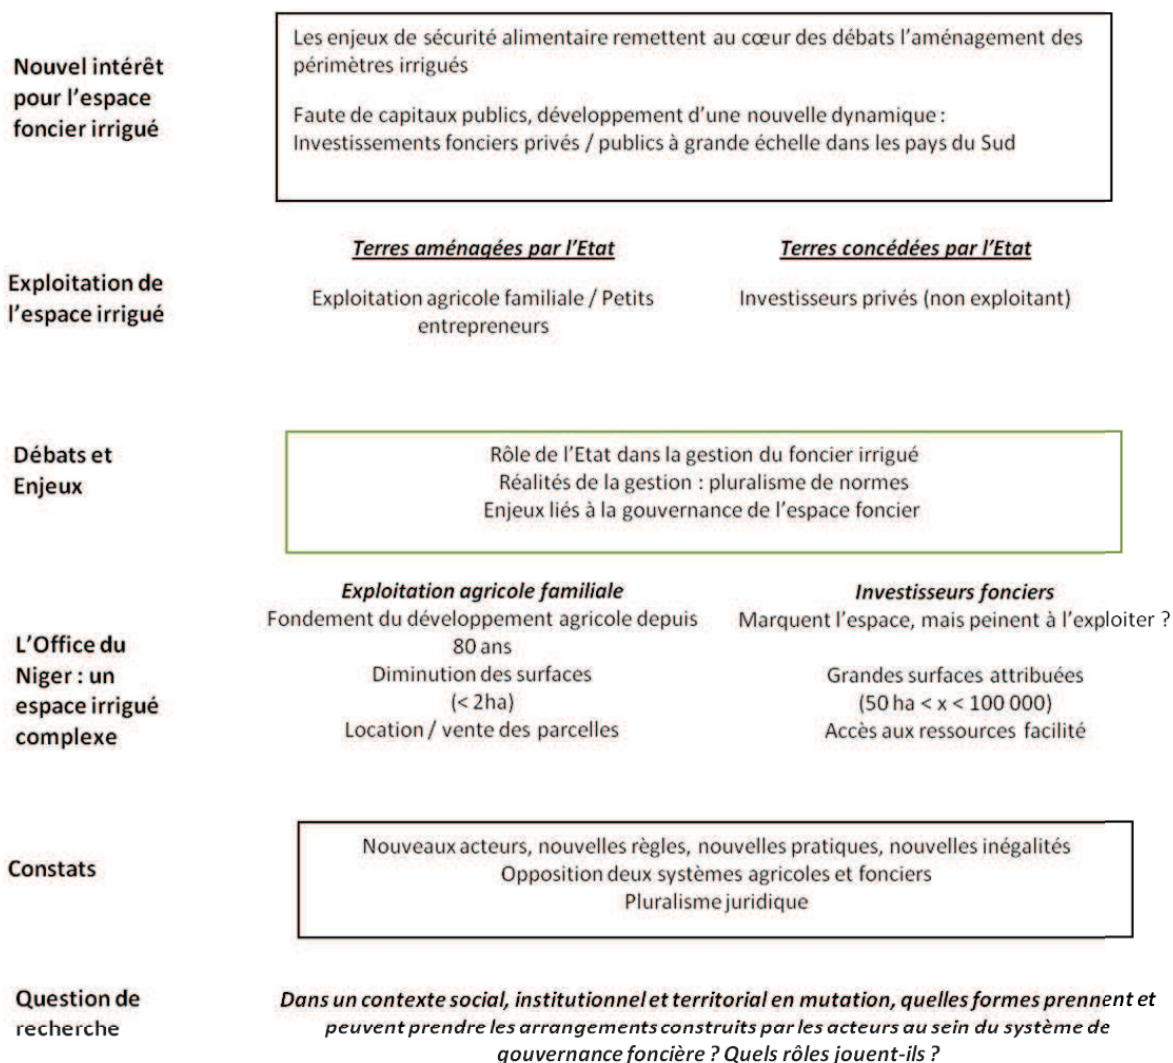 Nouvel intérêt
pour l’espace
foncier irrigué
Les enjeux de sécurité alimentaire remettent au cœur des débats l’aménagement des
périmètres irrigués
Faute de capitaux publics, développement d’une nouvelle dynamique :
Investissements fonciers privés / publics à grande échelle dans les pays du Sud
Exploitation de
l’espace irrigué
Terres aménagées par l’Etat
Exploitation agricole familiale / Petits
entrepreneurs
Terres concédées par l’Etat
Investisseurs privés (non exploitant)
Débats et
Enjeux
Rôle de l’Etat dans la gestion du foncier irrigué
Réalités de la gestion : pluralisme de normes
Enjeux liés à la gouvernance de l’espace foncier
L’Office du
Niger : un
espace irrigué
complexe
Exploitation agricole familiale
Fondement du développement agricole depuis
80 ans
Diminution des surfaces
(< 2ha)
Location / vente des parcelles
Investisseurs fonciers
Marquent l’espace, mais peinent à l’exploiter ?
Grandes surfaces attribuées
(50 ha < x < 100 000)
Accès aux ressources facilité
Constats
Nouveaux acteurs, nouvelles règles, nouvelles pratiques, nouvelles inégalités
Opposition deux systèmes agricoles et fonciers
Pluralisme juridique
Question de
recherche
Dans un contexte social, institutionnel et territorial en mutation, quelles formes prennent et
peuvent prendre les arrangements construits par les acteurs au sein du système de
gouvernance foncière ? Quels rôles jouent-ils ?